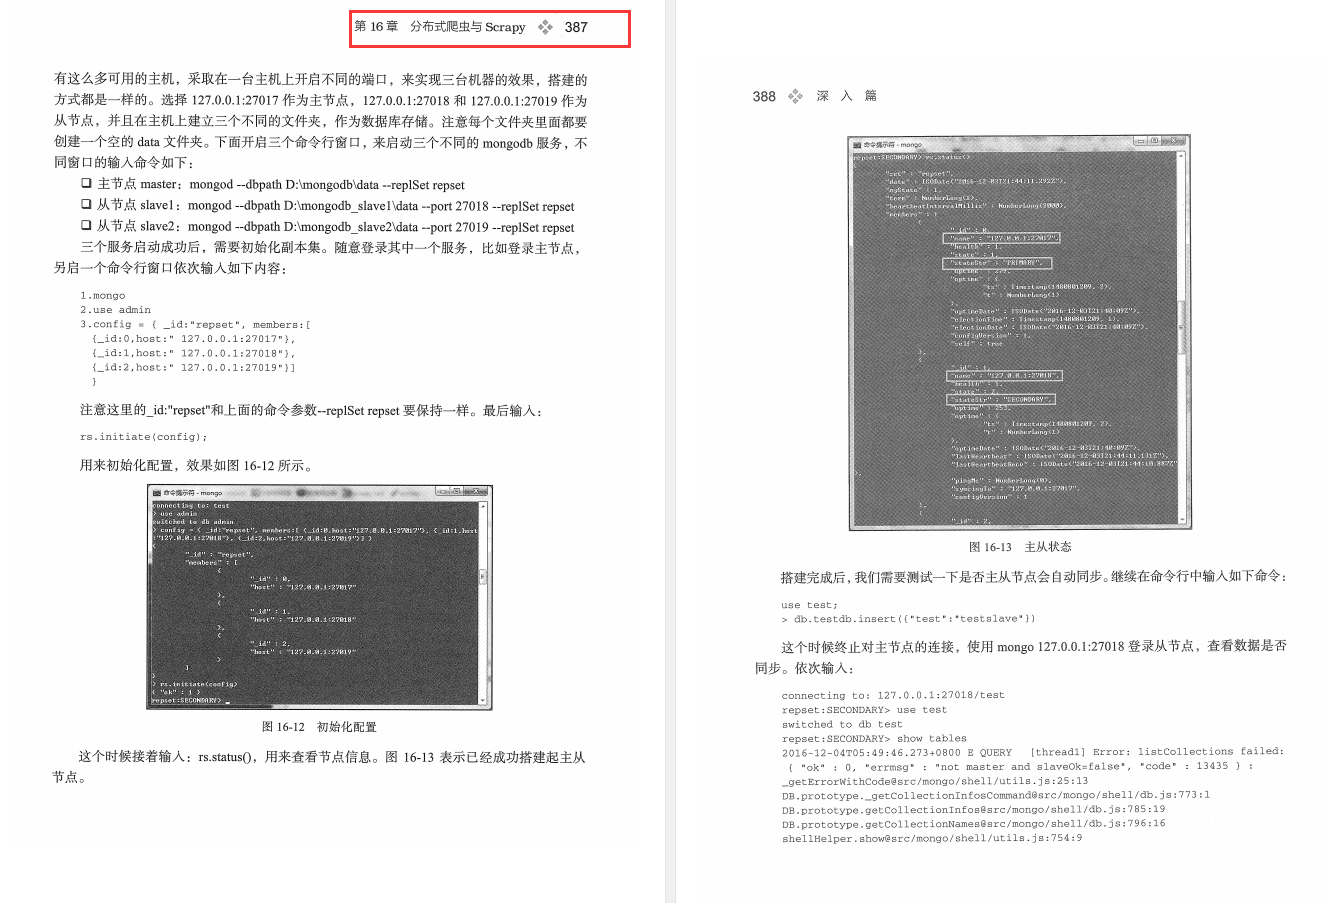 第 16 章 分布式爬虫与 Scrapy 387
有这么多可用的主机，采取在一台主机上开启不同的端口，来实现三台机器的效果，搭建的
方式都是一样的。选择 127.0.0.1:27017 作为主节点，127.0.0.1:27018 和 127.0.0.1:27019 作为
从节点，并且在主机上建立三个不同的文件夹，作为数据库存储。注意每个文件夹里面都要
创建一个空的 data 文件夹。下面开启三个命令行窗口，来启动三个不同的 mongodb 服务，不
同窗口的输入命令如下：
❑ 主节点 master：mongod --dbpath D:\mongodb\data --replSet repset
❑ 从节点 slave1：mongod --dbpath D:\mongodb_slave1\data --port 27018 --replSet repset
❑ 从节点 slave2：mongod --dbpath D:\mongodb_slave2\data --port 27019 --replSet repset
三个服务启动成功后，需要初始化副本集。随意登录其中一个服务，比如登录主节点，
另启一个命令行窗口依次输入如下内容：
1.mongo
2.use admin
3.config = { _id:"repset", members:[
{_id:0,host:" 127.0.0.1:27017"},
{_id:1,host:" 127.0.0.1:27018"},
{_id:2,host:" 127.0.0.1:27019"}]
}
注意这里的_id:"repset"和上面的命令参数--replSet repset 要保持一样。最后输入：
rs.initiate(config);
用来初始化配置，效果如图 16-12 所示。
命令提示符 - mongo
connecting to: test
> use admin
switched to db admin
> config = { _id:"repset", members:[ {_id:0,host:"127.0.0.1:27017"}, {_id:1,host
:"127.0.0.1:27018"}, {_id:2,host:"127.0.0.1:27019"}] }
{
"_id" : "repset",
"members" : [
{
"_id" : 0,
"host" : "127.0.0.1:27017"
},
{
"_id" : 1,
"host" : "127.0.0.1:27018"
},
{
"_id" : 2,
"host" : "127.0.0.1:27019"
}
]
}
> rs.initiate(config)
{ "ok" : 1 }
repset:SECONDARY> _
图 16-12 初始化配置
这个时候接着输入：rs.status()，用来查看节点信息。图 16-13 表示已经成功搭建起主从
节点。
388 深 入 篇
命令提示符 - mongo
repset:SECONDARY> rs.status()
{
"set" : "repset",
"date" : ISODate("2016-12-03T21:44:11.292Z"),
"myState" : 1,
"term" : NumberLong(1),
"heartbeatIntervalMillis" : NumberLong(2000),
"members" : [
{
"_id" : 0,
"name" : "127.0.0.1:27017",
"health" : 1,
"state" : 1,
"stateStr" : "PRIMARY",
"uptime" : 279,
"optime" : {
"ts" : Timestamp(1480801209, 2),
"t" : NumberLong(1)
},
"optimeDate" : ISODate("2016-12-03T21:40:09Z"),
"electionTime" : Timestamp(1480801209, 1),
"electionDate" : ISODate("2016-12-03T21:40:09Z"),
"configVersion" : 1,
"self" : true
},
{
"_id" : 1,
"name" : "127.0.0.1:27018",
"health" : 1,
"state" : 2,
"stateStr" : "SECONDARY",
"uptime" : 253,
"optime" : {
"ts" : Timestamp(1480801209, 2),
"t" : NumberLong(1)
},
"optimeDate" : ISODate("2016-12-03T21:40:09Z"),
"lastHeartbeat" : ISODate("2016-12-03T21:44:11.131Z"),
"lastHeartbeatRecv" : ISODate("2016-12-03T21:44:10.887Z"
),
"pingMs" : NumberLong(0),
"syncingTo" : "127.0.0.1:27017",
"configVersion" : 1
},
{
"_id" : 2,
图 16-13 主从状态
搭建完成后，我们需要测试一下是否主从节点会自动同步。继续在命令行中输入如下命令：
use test;
> db.testdb.insert({"test":"testslave"})
这个时候终止对主节点的连接，使用 mongo 127.0.0.1:27018 登录从节点，查看数据是否
同步。依次输入：
connecting to: 127.0.0.1:27018/test
repset:SECONDARY> use test
switched to db test
repset:SECONDARY> show tables
2016-12-04T05:49:46.273+0800 E QUERY [thread1] Error: listCollections failed:
{ "ok" : 0, "errmsg" : "not master and slaveOk=false", "code" : 13435 } :
_getErrorWithCode@src/mongo/shell/utils.js:25:13
DB.prototype._getCollectionInfosCommand@src/mongo/shell/db.js:773:1
DB.prototype.getCollectionInfos@src/mongo/shell/db.js:785:19
DB.prototype.getCollectionNames@src/mongo/shell/db.js:796:16
shellHelper.show@src/mongo/shell/utils.js:754:9